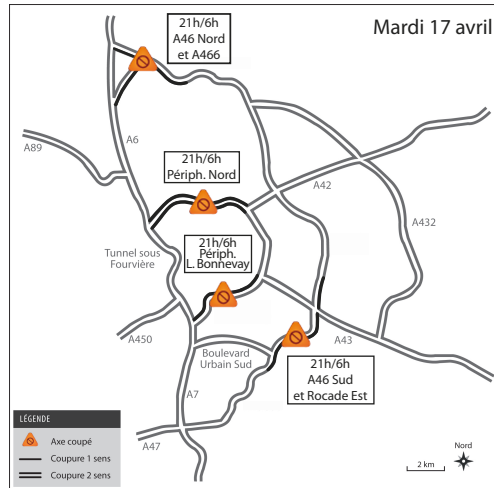 Mardi 17 avril
21h/6h
A46 Nord
et A466
A6
A89
21h/6h
Périph. Nord
A42
A432
21h/6h
Périph.
L. Bonnevay
Tunnel sous
Fourvière
A450
Boulevard
Urbain Sud
A43
21h/6h
A46 Sud
et Rocade Est
A7
A47
LÉGENDE
Axe coupé
Coupure 1 sens
Coupure 2 sens
Nord
2 km